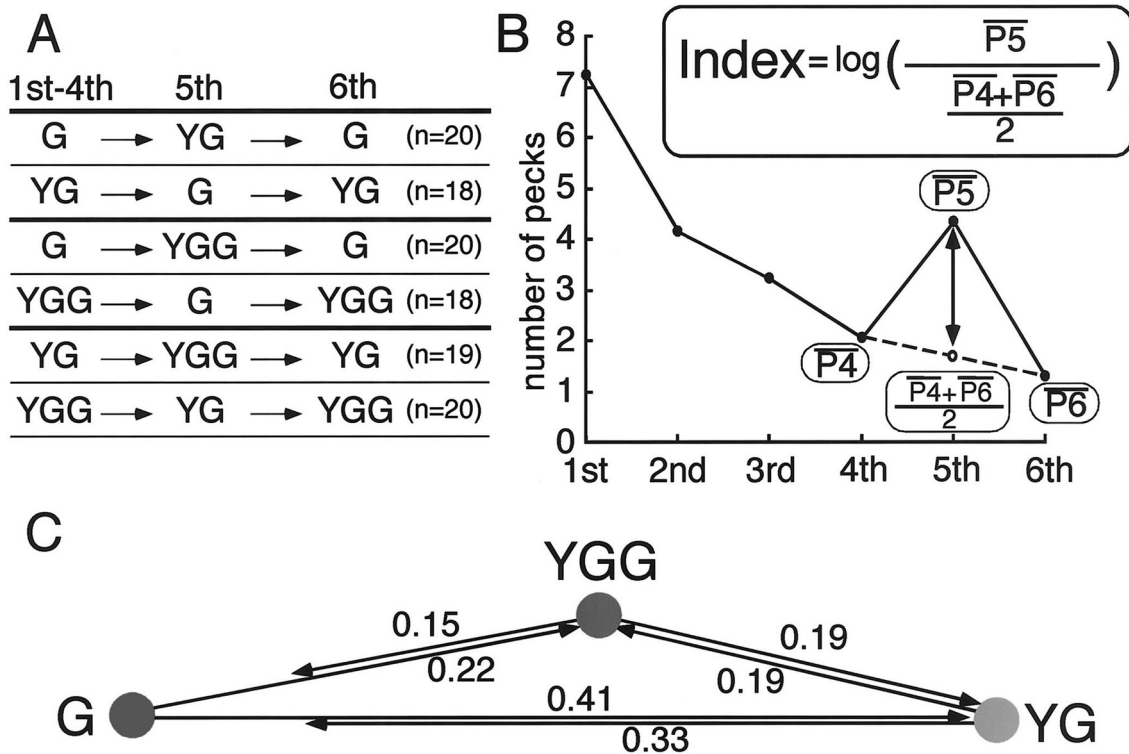 A
1st-4th 5th 6th
G → YG → G (n=20)
YG → G → YG (n=18)
G → YGG → G (n=20)
YGG → G → YGG (n=18)
YG → YGG → YG (n=19)
YGG → YG → YGG (n=20)
B
Index=log(P5/((P4+P6)/2))
number of pecks
8
7
6
5
4
3
2
1
0
P5
P4
P4+P6
2
P6
1st 2nd 3rd 4th 5th 6th
C
YGG
0.15
0.22
0.19
0.19
G
0.41
0.33
YG